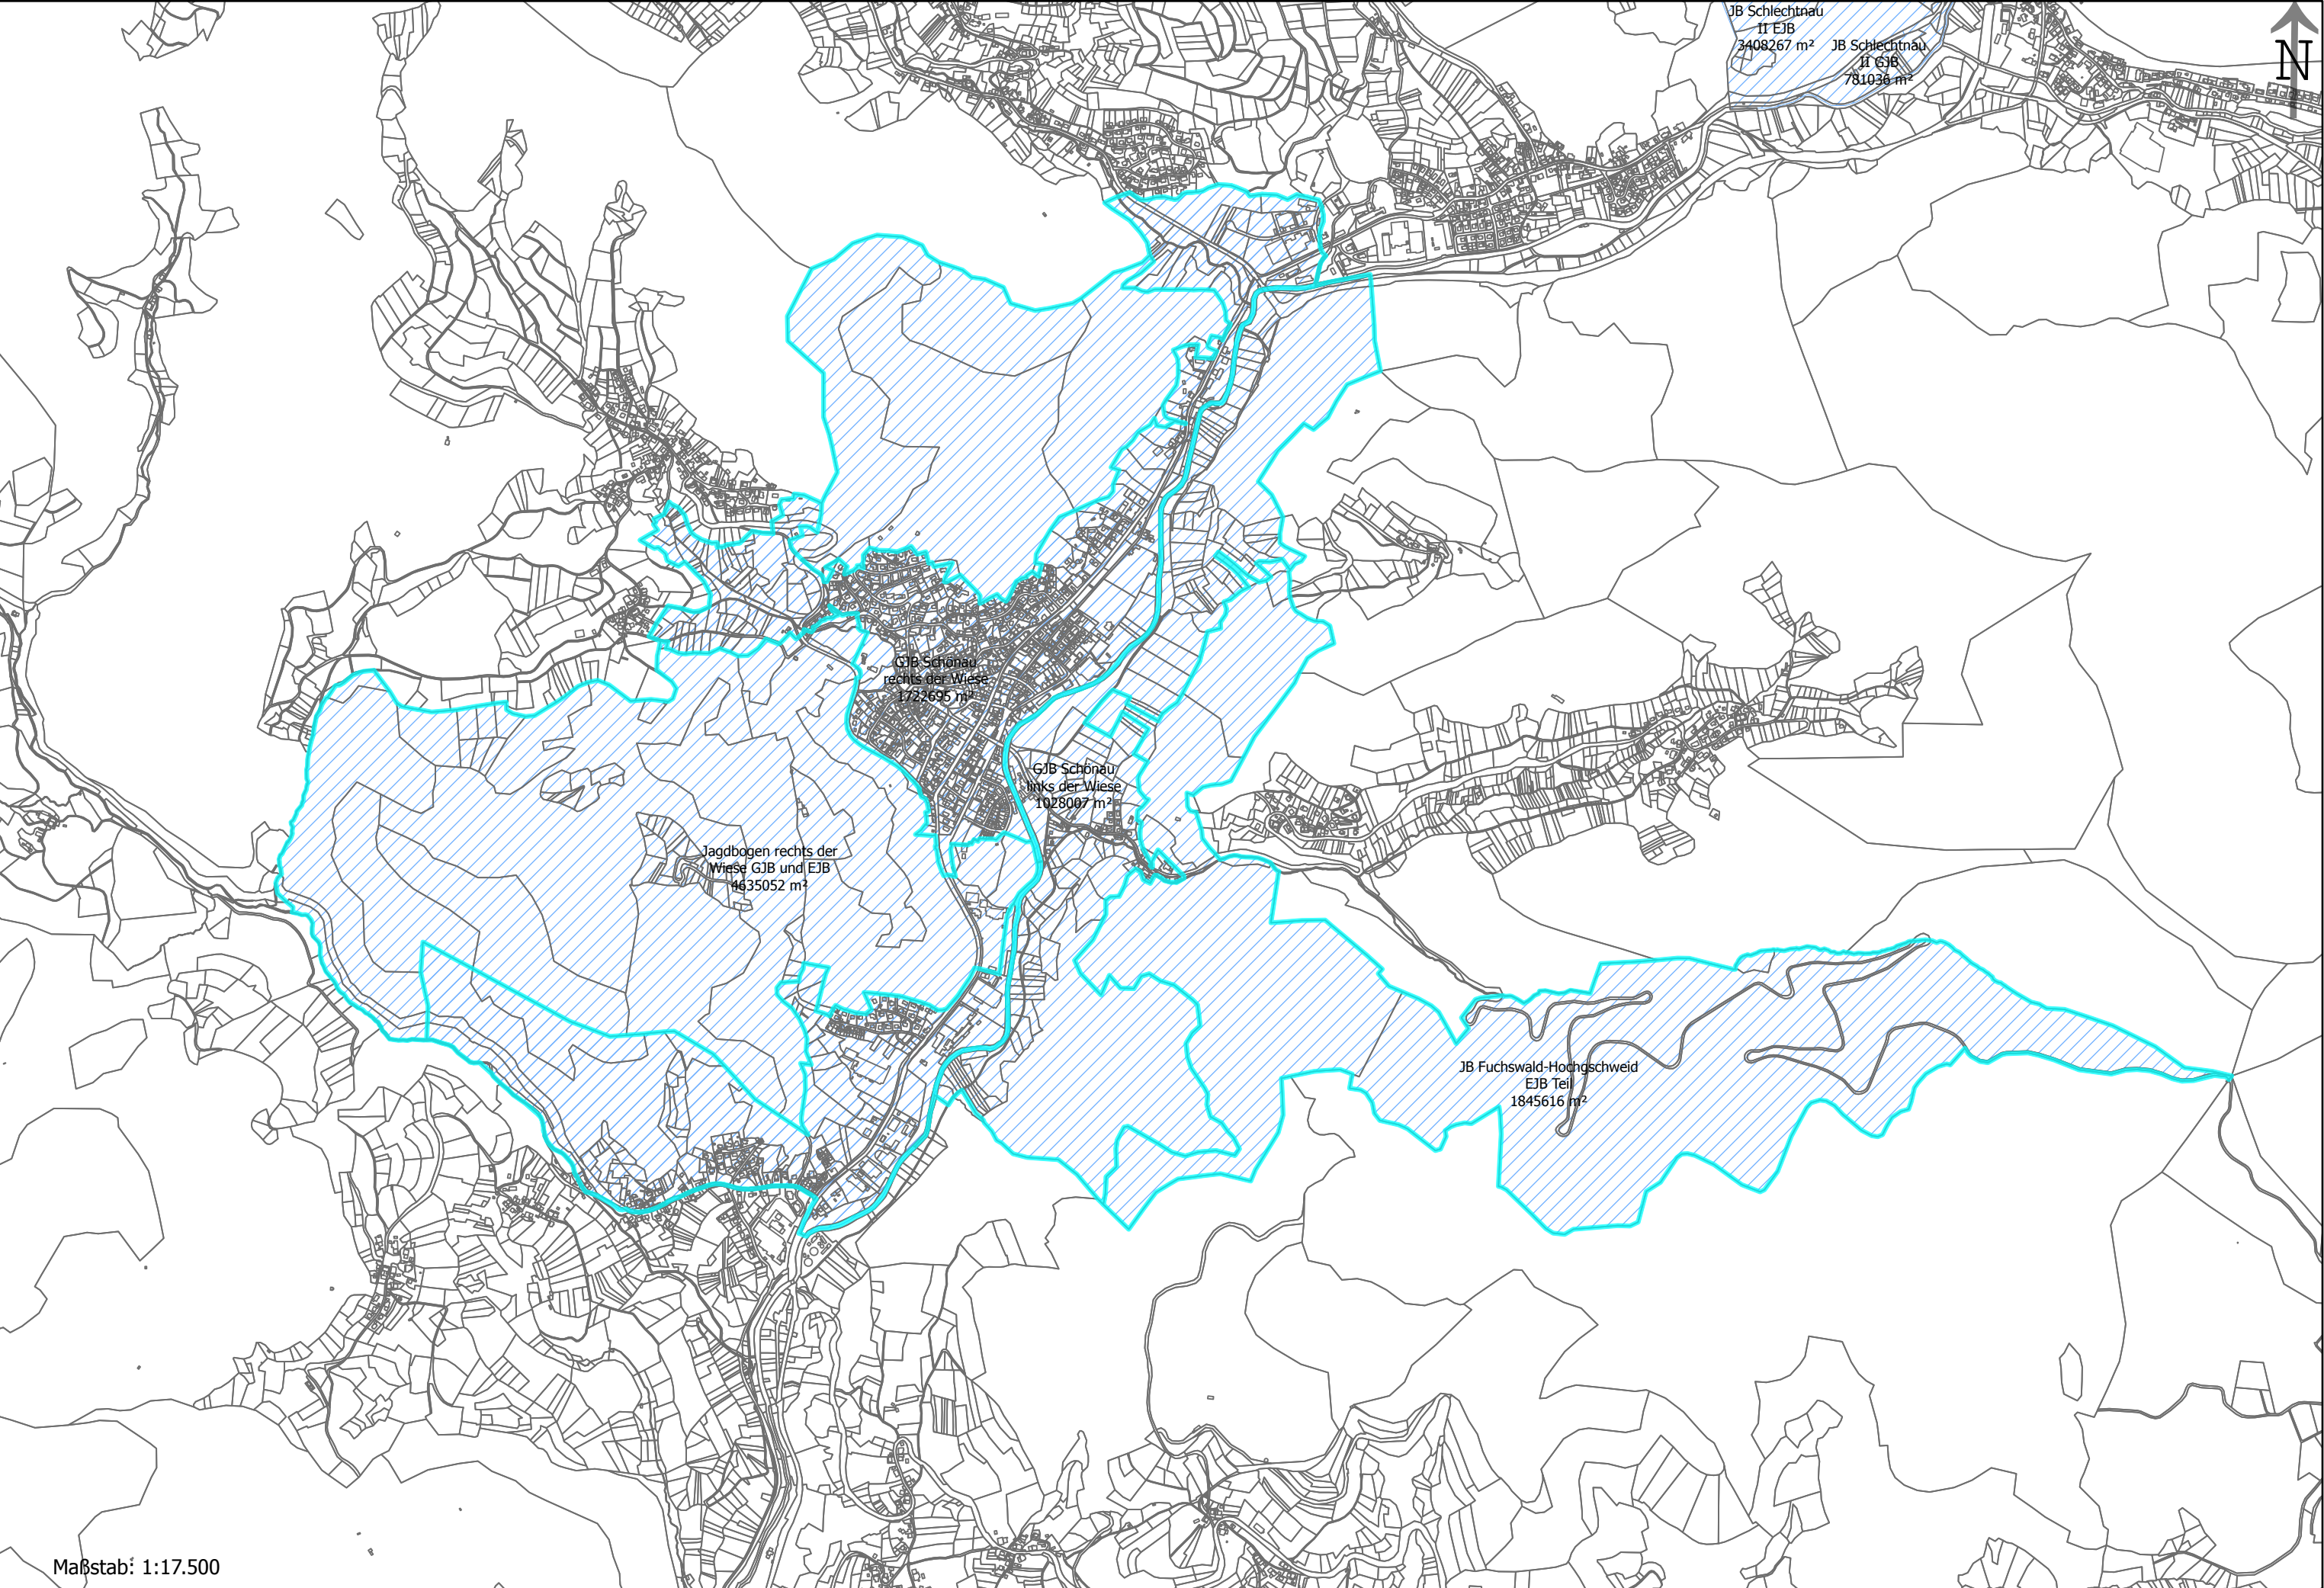 JB Schlechtnau
II EJB
3408267 m²
JB Schlechtnau
II GJB
781036 m²
N
GJB Schönau
rechts der Wiese
1722695 m²
GJB Schönau
links der Wiese
1028007 m²
Jagdbogen rechts der
Wiese GJB und EJB
4635052 m²
JB Fuchswald-Hochgschweid
EJB Teil
1845616 m²
Maßstab: 1:17.500